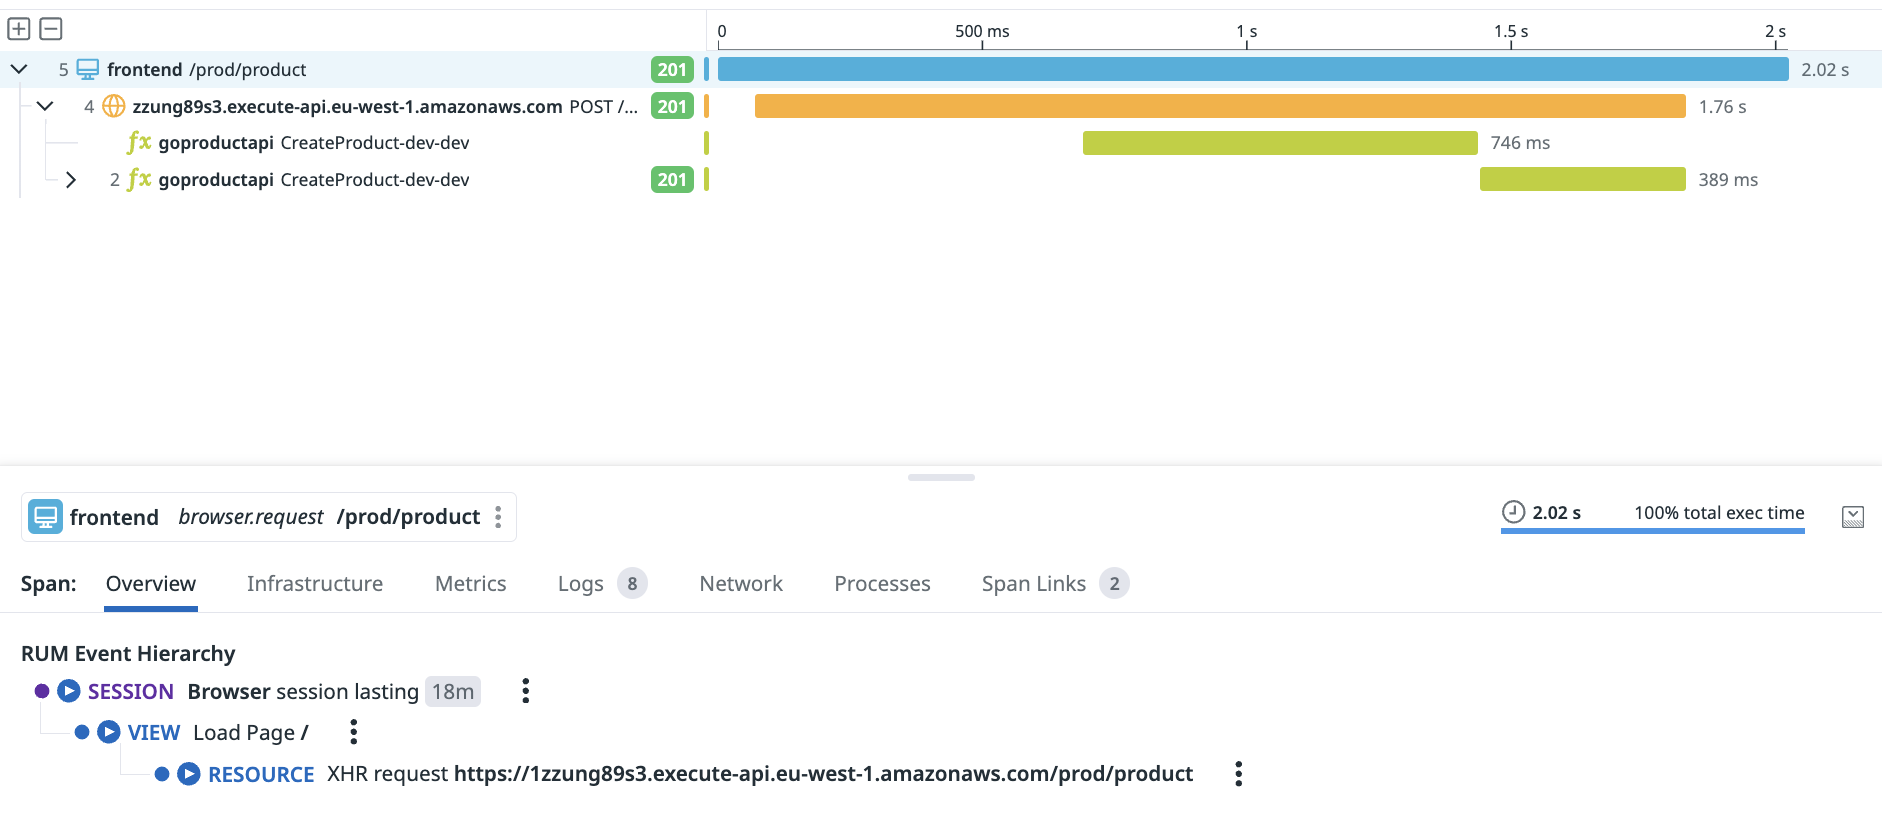 0 500 ms 1 s 1.5 s 2 s
5 frontend /prod/product 201 2.02 s
4 zzung89s3.execute-api.eu-west-1.amazonaws.com POST /... 201 1.76 s
fx goproductapi CreateProduct-dev-dev 746 ms
2 fx goproductapi CreateProduct-dev-dev 201 389 ms
frontend browser.request /prod/product 2.02 s 100% total exec time
Span: Overview Infrastructure Metrics Logs 8 Network Processes Span Links 2
RUM Event Hierarchy
SESSION Browser session lasting 18m
VIEW Load Page /
RESOURCE XHR request https://1zzung89s3.execute-api.eu-west-1.amazonaws.com/prod/product